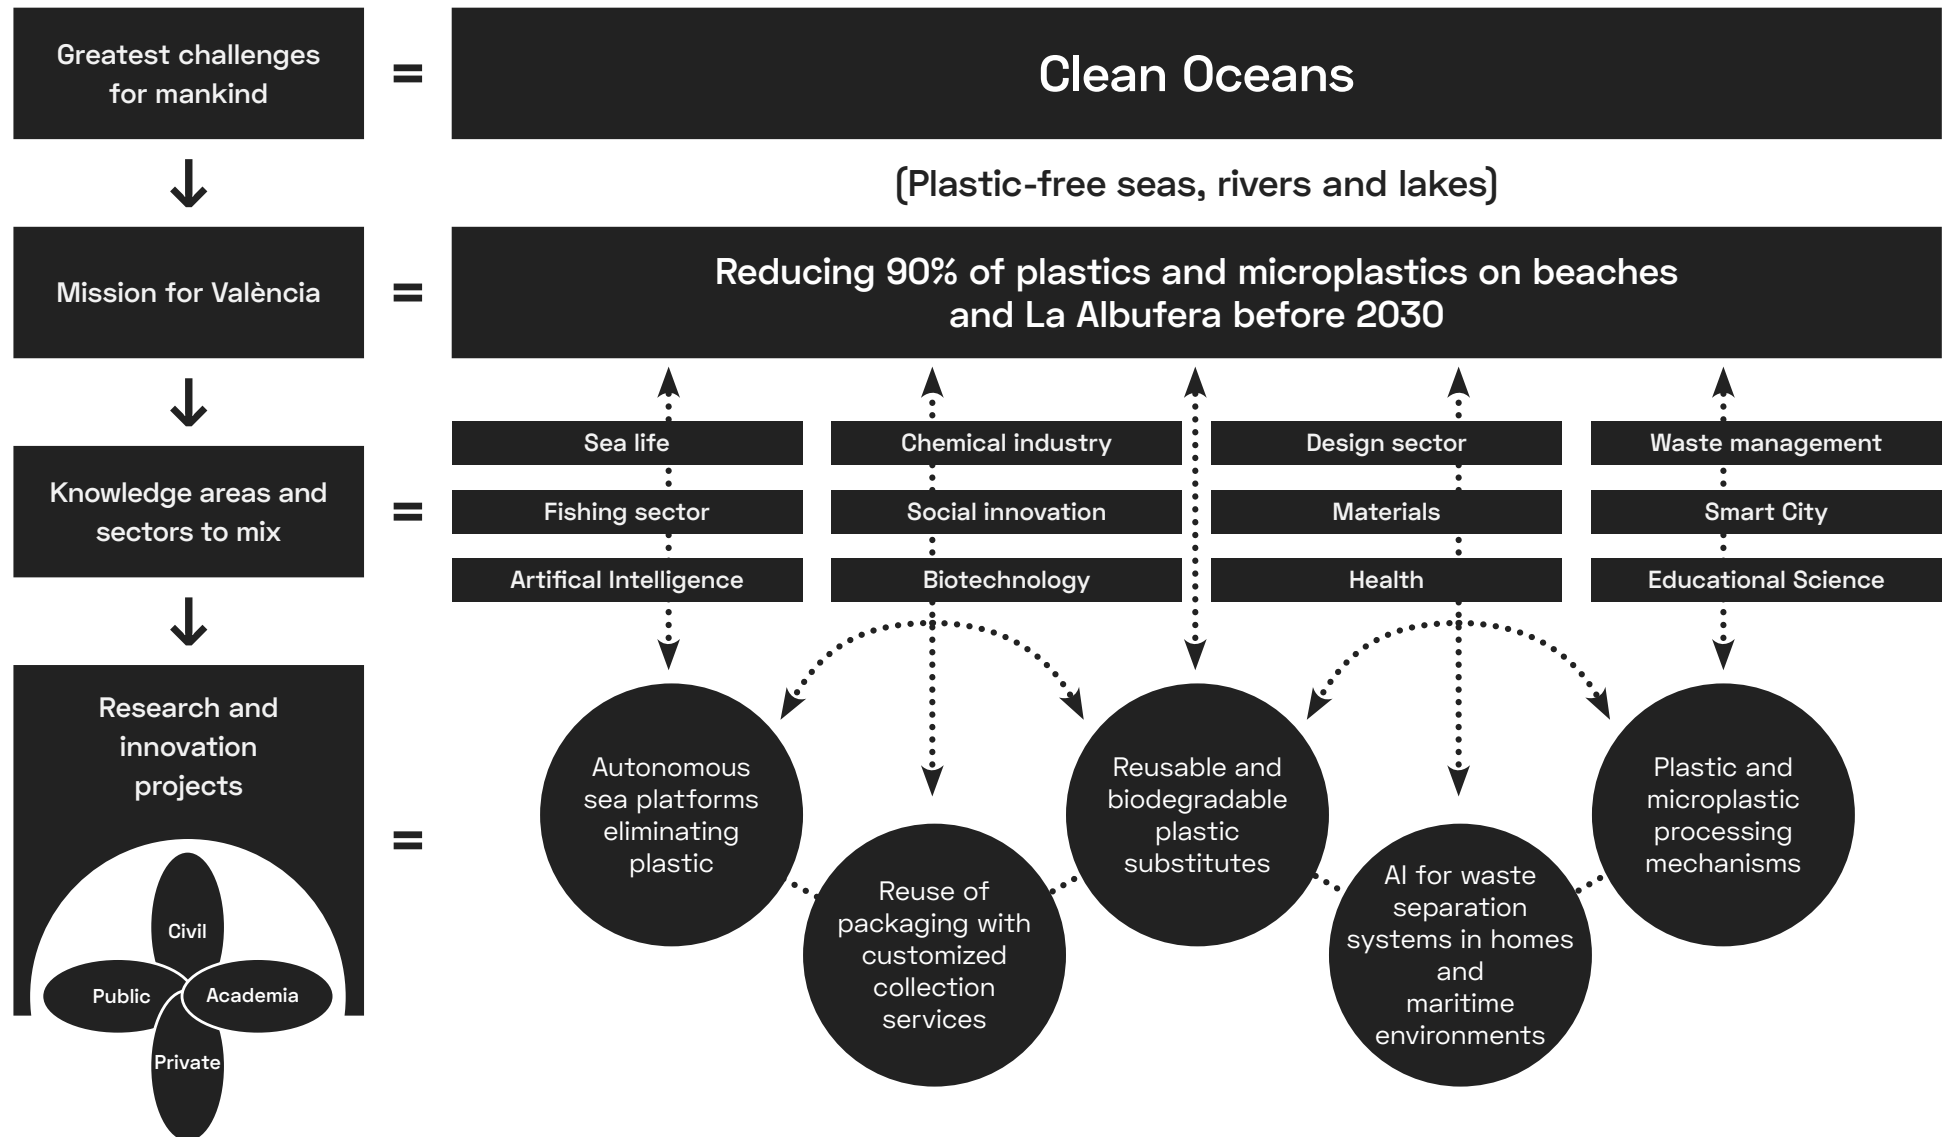 Greatest challenges
for mankind
=
Clean Oceans
(Plastic-free seas, rivers and lakes)
Mission for València
=
Reducing 90% of plastics and microplastics on beaches
and La Albufera before 2030
Knowledge areas and
sectors to mix
=
Sea life
Chemical industry
Design sector
Waste management
Fishing sector
Social innovation
Materials
Smart City
Artifical Intelligence
Biotechnology
Health
Educational Science
Research and
innovation
projects
=
Civil
Public
Academia
Private
Autonomous
sea platforms
eliminating
plastic
Reuse of
packaging with
customized
collection
services
Reusable and
biodegradable
plastic
substitutes
AI for waste
separation
systems in homes
and
maritime
environments
Plastic and
microplastic
processing
mechanisms